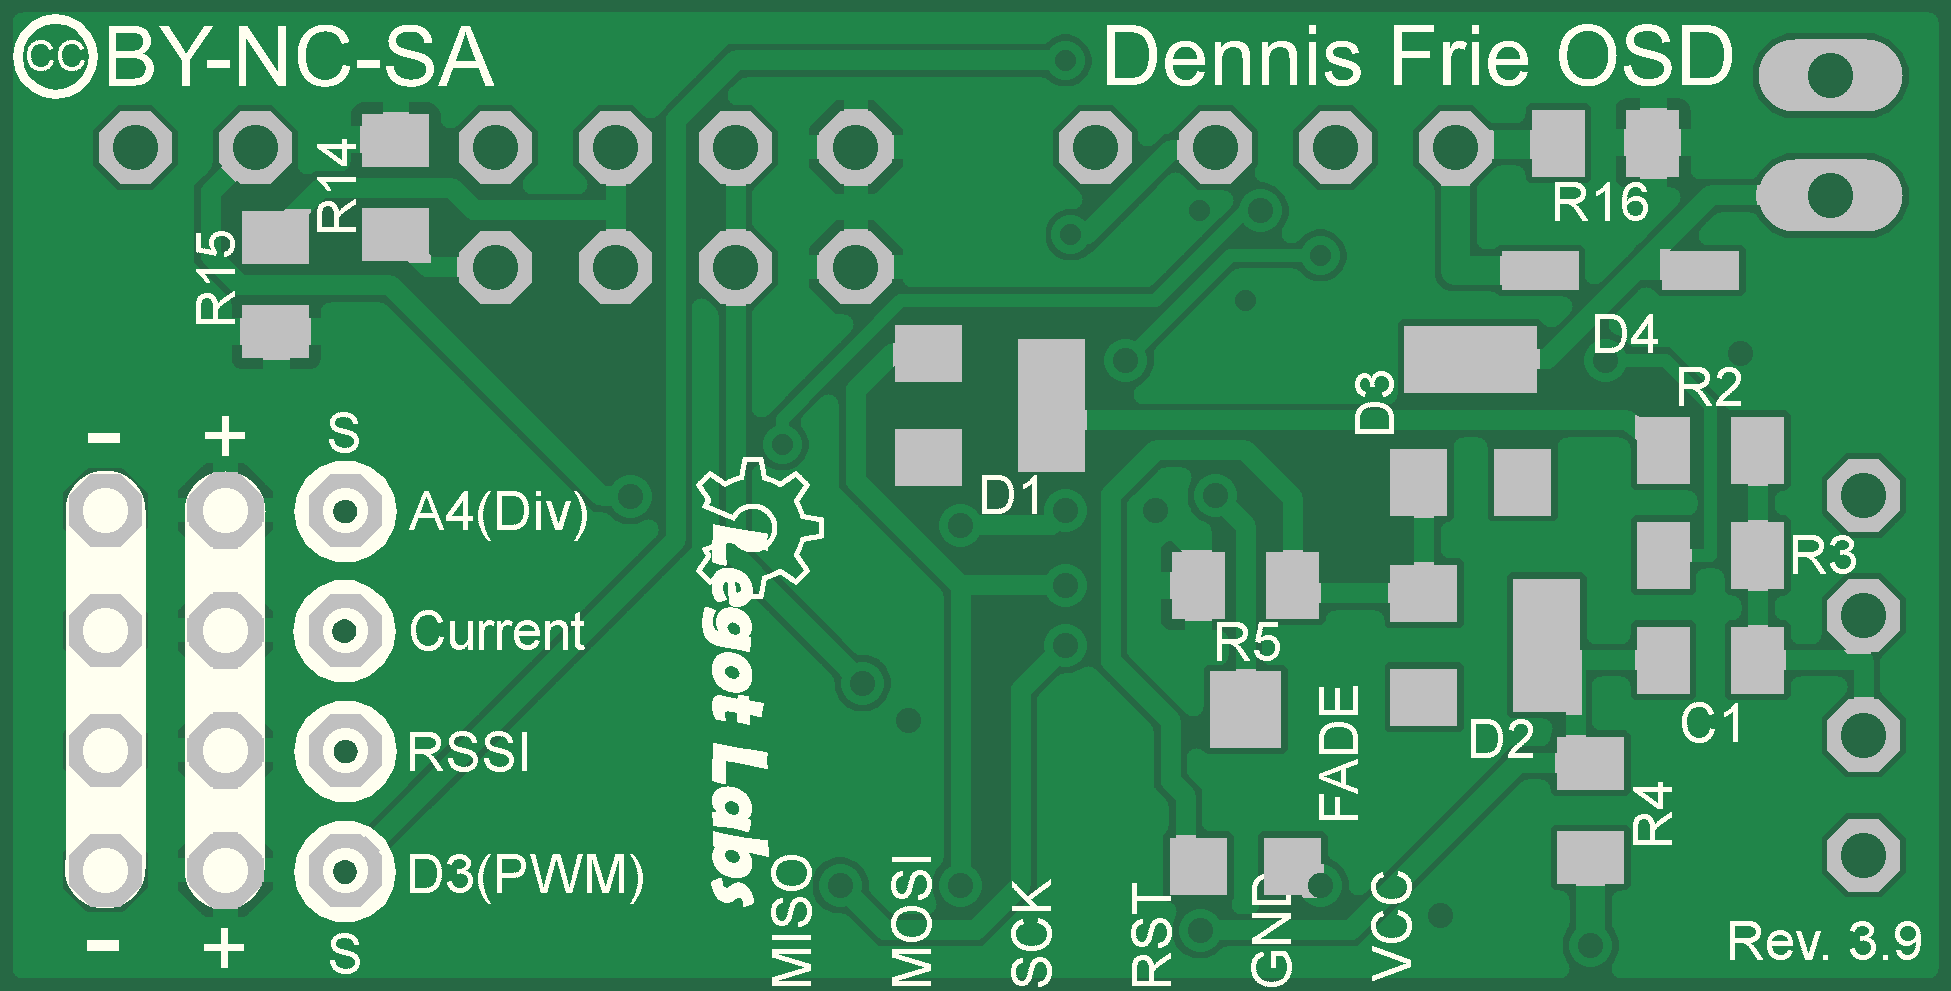 CC BY-NC-SA
Dennis Frie OSD
R14
R16
R15
D4
R2
D3
- + S
D1
A4(Div)
R3
Current
R5
Legot Labs
FADE
C1
D2
RSSI
R4
D3(PWM)
MISO
MOSI
SCK
RST
GND
VCC
- + S
Rev. 3.9